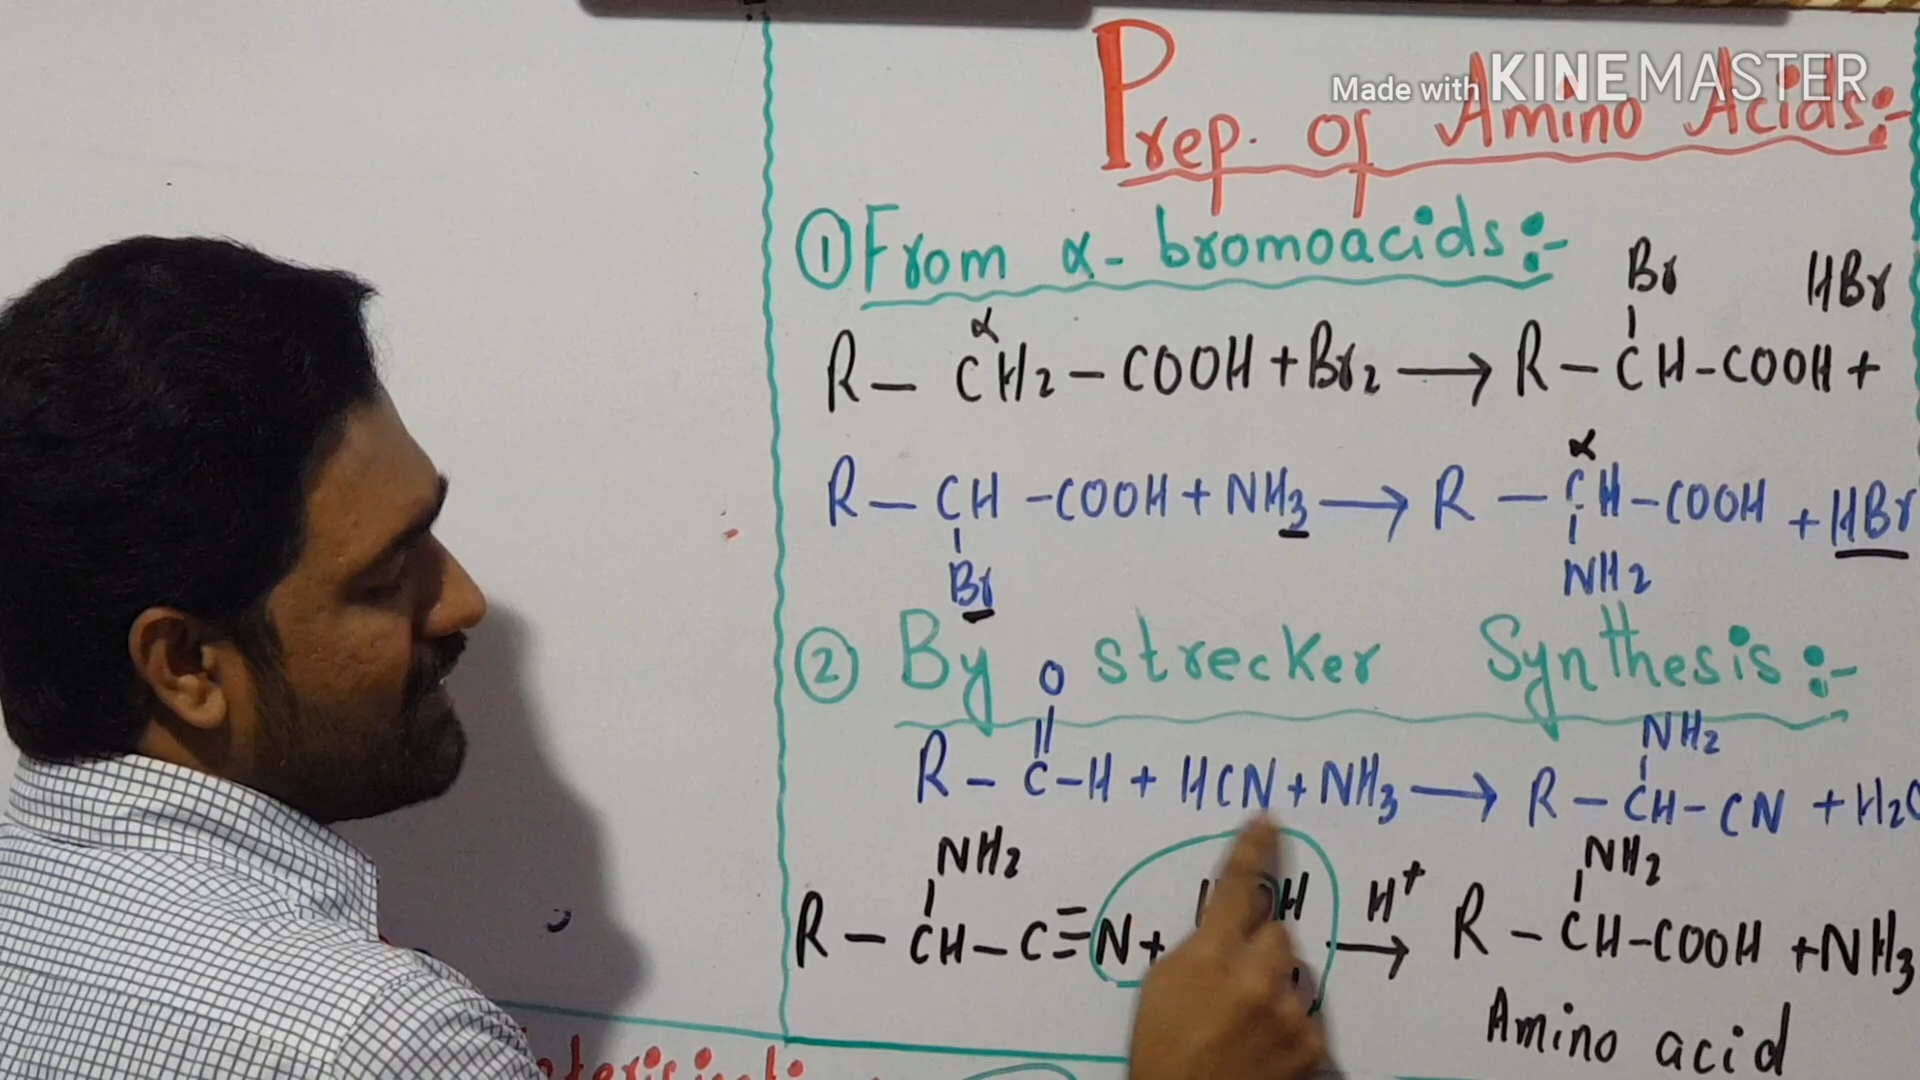 Made with KINEMASTER
Prep. of Amino Acids:-
① From α- bromoacids:-
Br HBr
α
R – CH2 – COOH + Br2 → R – CH – COOH +
α
R – CH – COOH + NH3 → R – CH – COOH + HBr
Br NH2
② By strecker Synthesis:-
O NH2
R – C – H + HCN + NH3 → R – CH – CN + H2O
NH2 NH2
R – CH – C ≡ N + H+ → R – CH – COOH + NH3
Amino acid